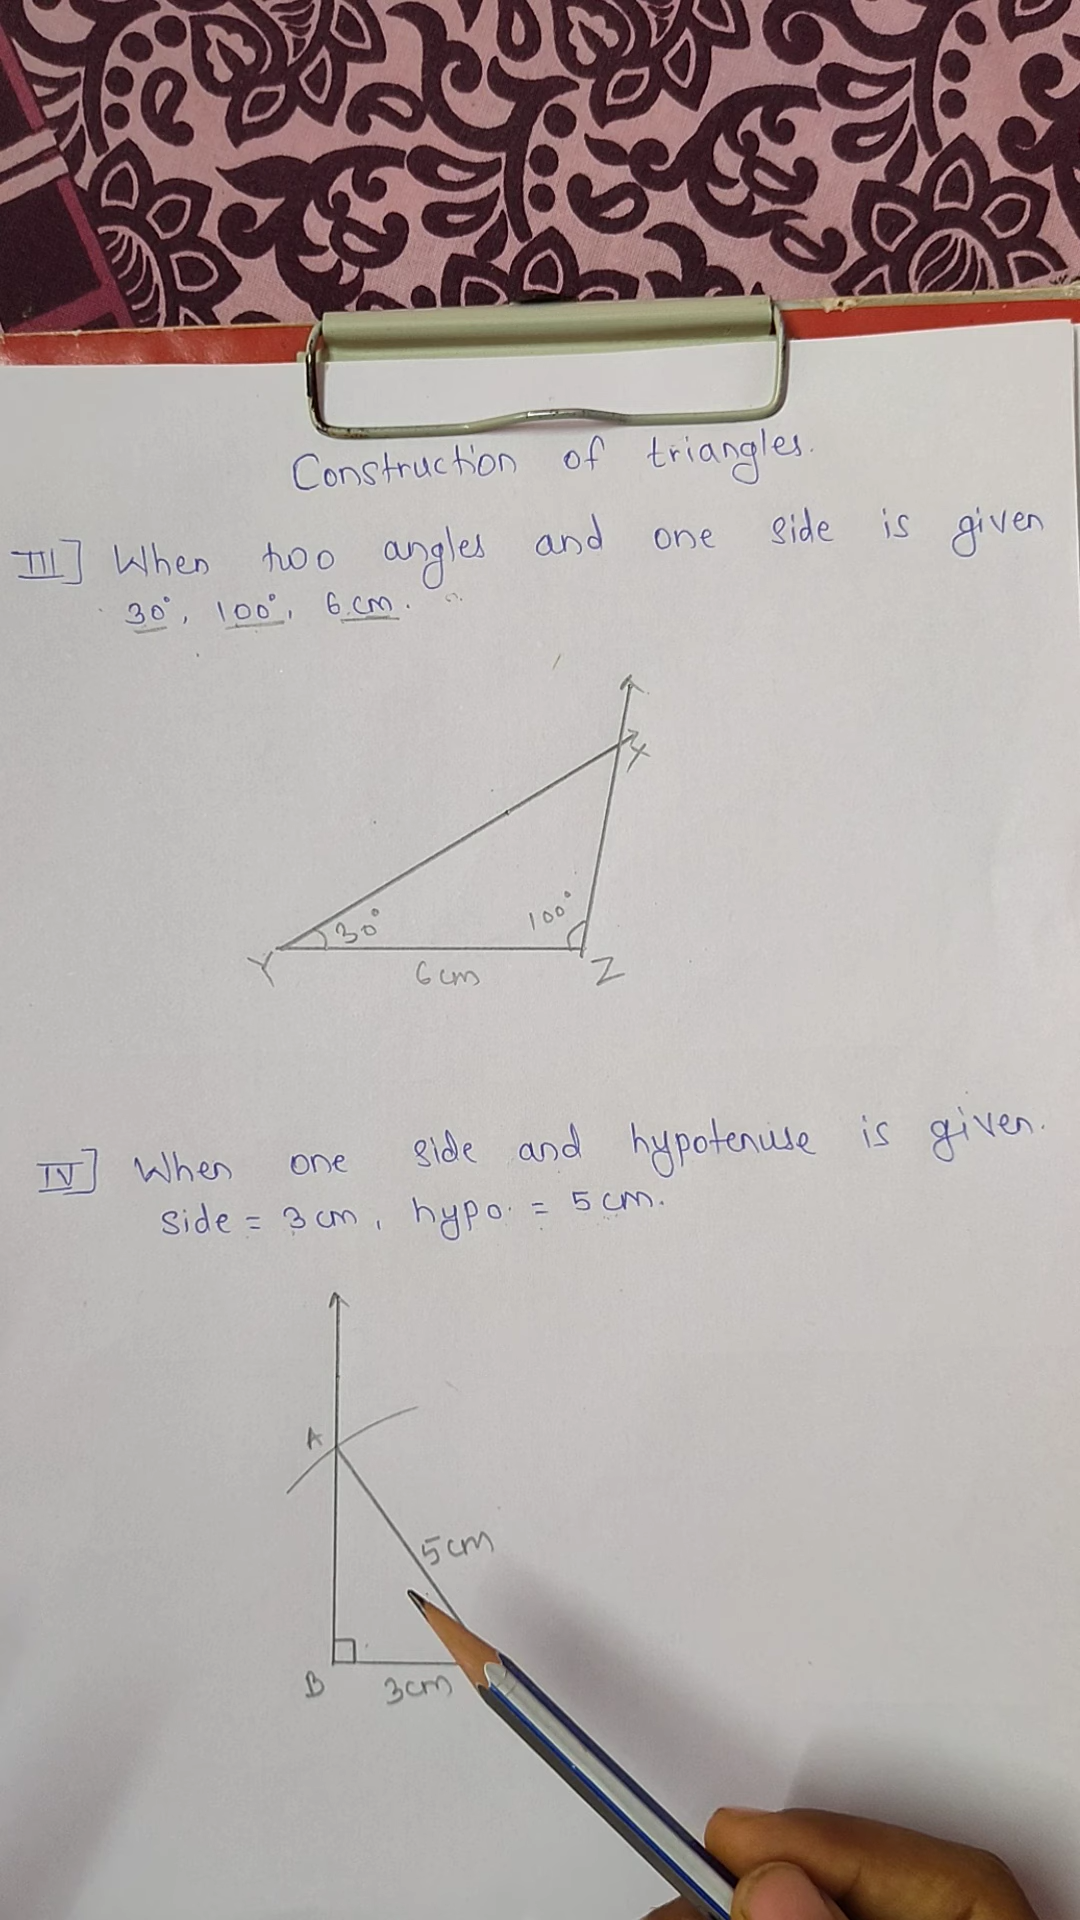 Construction of triangles.
III] When two angles and one side is given
30°, 100°, 6 cm.
X
30°
100°
Y
6 cm
Z
IV] When one side and hypotenuse is given.
side = 3 cm, hypo. = 5 cm.
A
5 cm
B
3 cm